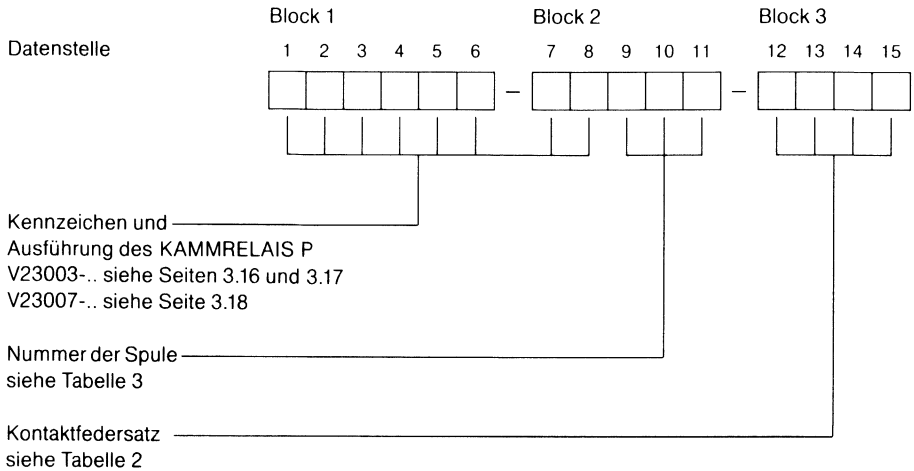 Block 1 Block 2 Block 3
Datenstelle 1 2 3 4 5 6 7 8 9 10 11 12 13 14 15
– –
Kennzeichen und
Ausführung des KAMMRELAIS P
V23003-.. siehe Seiten 3.16 und 3.17
V23007-.. siehe Seite 3.18
Nummer der Spule
siehe Tabelle 3
Kontaktfedersatz
siehe Tabelle 2